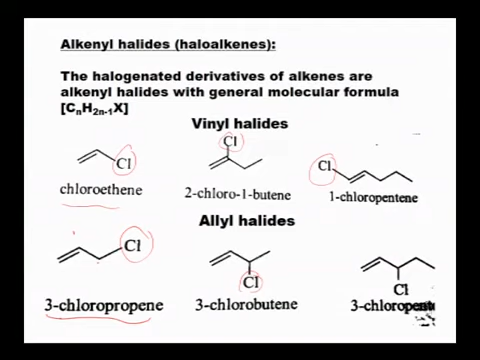 Alkenyl halides (haloalkenes):
The halogenated derivatives of alkenes are
alkenyl halides with general molecular formula
[CnH2n-1X]
Vinyl halides
Cl
Cl
Cl
chloroethene
2-chloro-1-butene
1-chloropentene
Allyl halides
Cl
Cl
Cl
3-chloropropene
3-chlorobutene